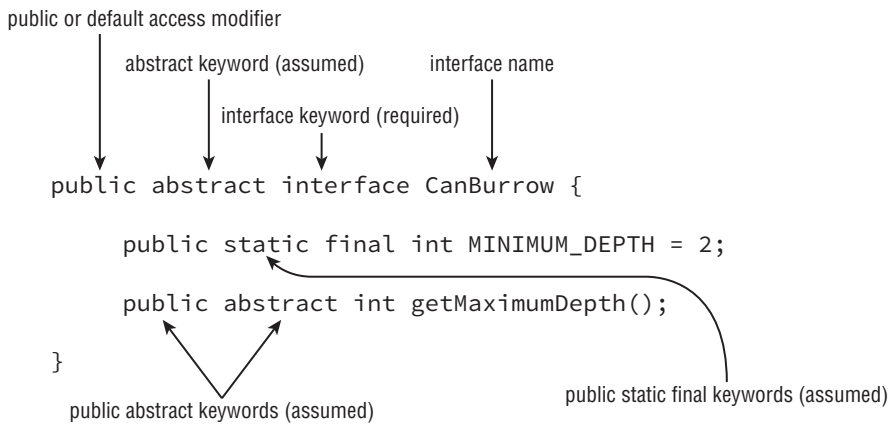 public or default access modifier
abstract keyword (assumed) interface name
interface keyword (required)
public abstract interface CanBurrow {
public static final int MINIMUM_DEPTH = 2;
public abstract int getMaximumDepth();
}
public static final keywords (assumed)
public abstract keywords (assumed)